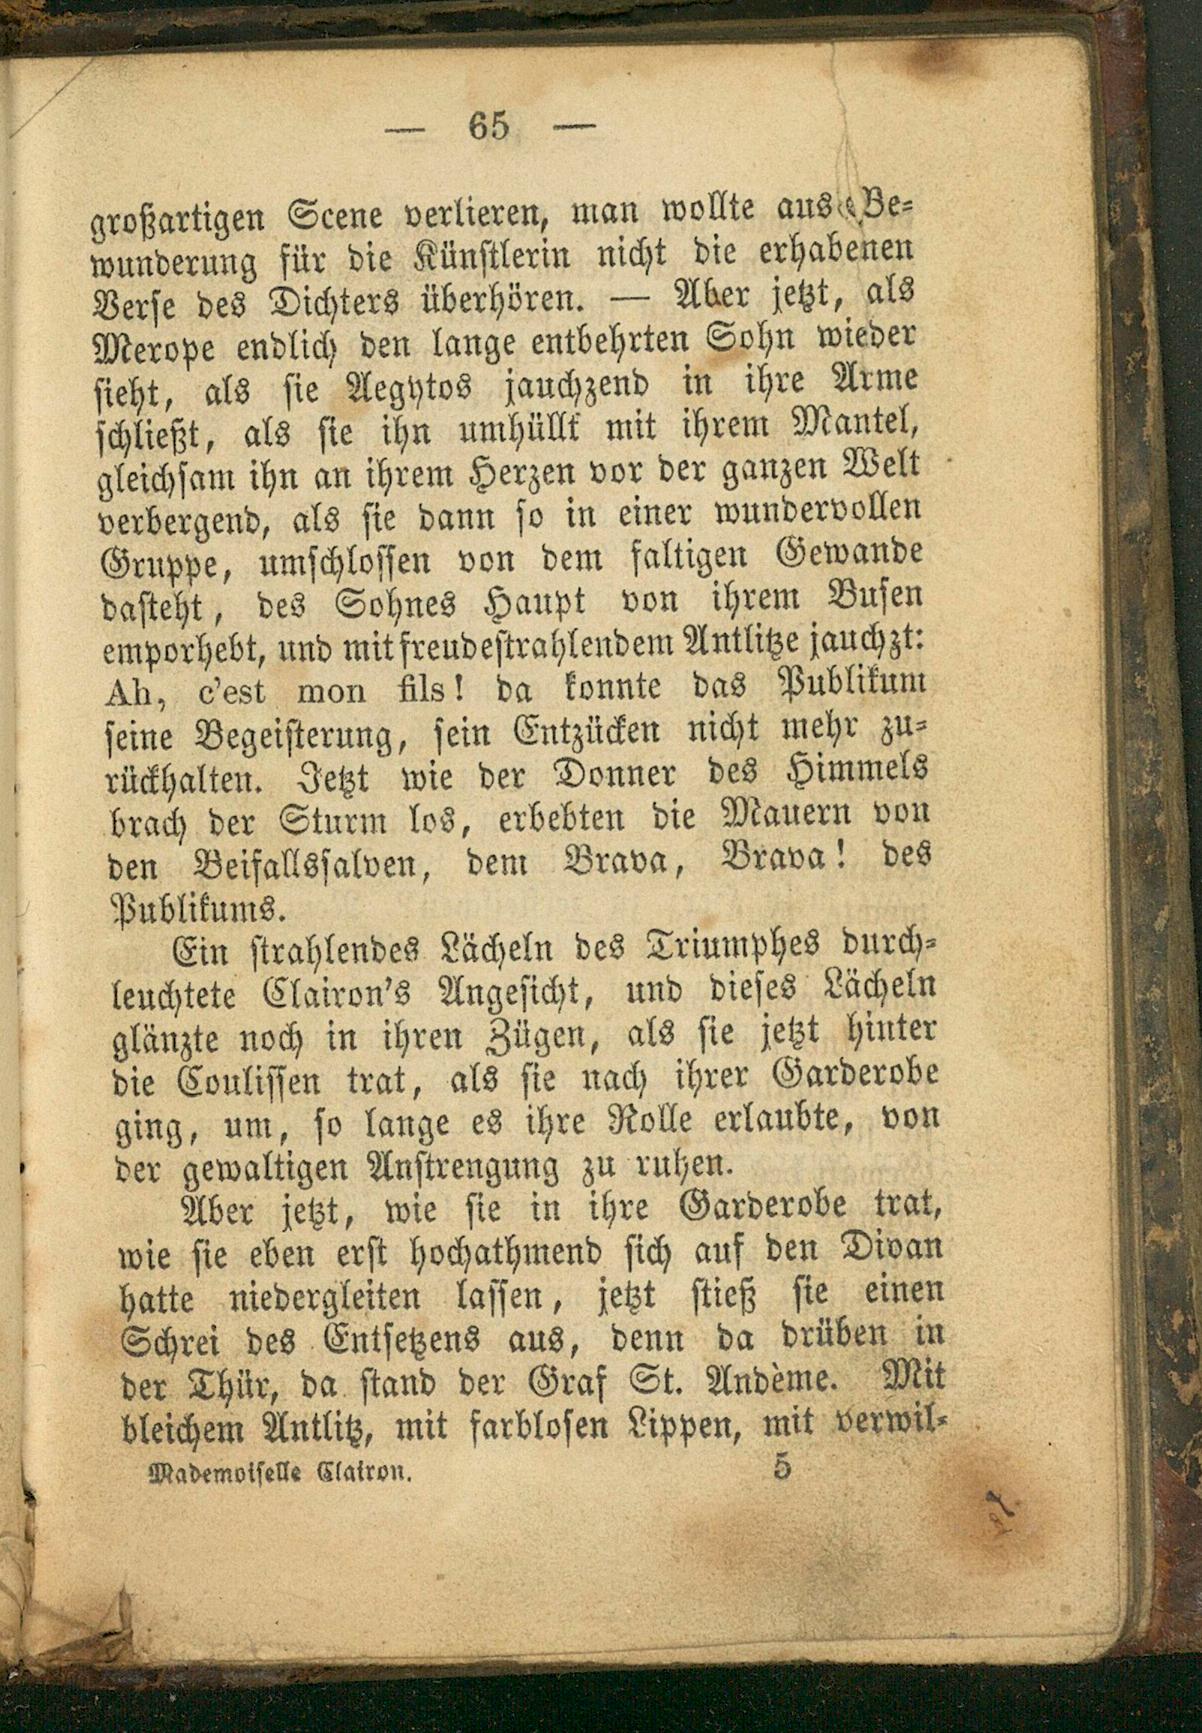 — 65 —
großartigen Scene verlieren, man wollte aus Be-
wunderung für die Künstlerin nicht die erhabenen
Verse des Dichters überhören. — Aber jetzt, als
Merope endlich den lange entbehrten Sohn wieder
sieht, als sie Aegytos jauchzend in ihre Arme
schließt, als sie ihn umhüllt mit ihrem Mantel,
gleichsam ihn an ihrem Herzen vor der ganzen Welt
verbergend, als sie dann so in einer wundervollen
Gruppe, umschlossen von dem faltigen Gewande
dasteht, des Sohnes Haupt von ihrem Busen
emporhebt, und mit freudestrahlendem Antlitze jauchzt:
Ah, c'est mon fils! da konnte das Publikum
seine Begeisterung, sein Entzücken nicht mehr zu-
rückhalten. Jetzt wie der Donner des Himmels
brach der Sturm los, erbebten die Mauern von
den Beifallssalven, dem Brava, Brava! des
Publikums.
Ein strahlendes Lächeln des Triumphes durch-
leuchtete Clairon's Angesicht, und dieses Lächeln
glänzte noch in ihren Zügen, als sie jetzt hinter
die Coulissen trat, als sie nach ihrer Garderobe
ging, um, so lange es ihre Rolle erlaubte, von
der gewaltigen Anstrengung zu ruhen.
Aber jetzt, wie sie in ihre Garderobe trat,
wie sie eben erst hochathmend sich auf den Divan
hatte niedergleiten lassen, jetzt stieß sie einen
Schrei des Entsetzens aus, denn da drüben in
der Thür, da stand der Graf St. Andème. Mit
bleichem Antlitz, mit farblosen Lippen, mit verwil-
Mademoiselle Clairon. 5